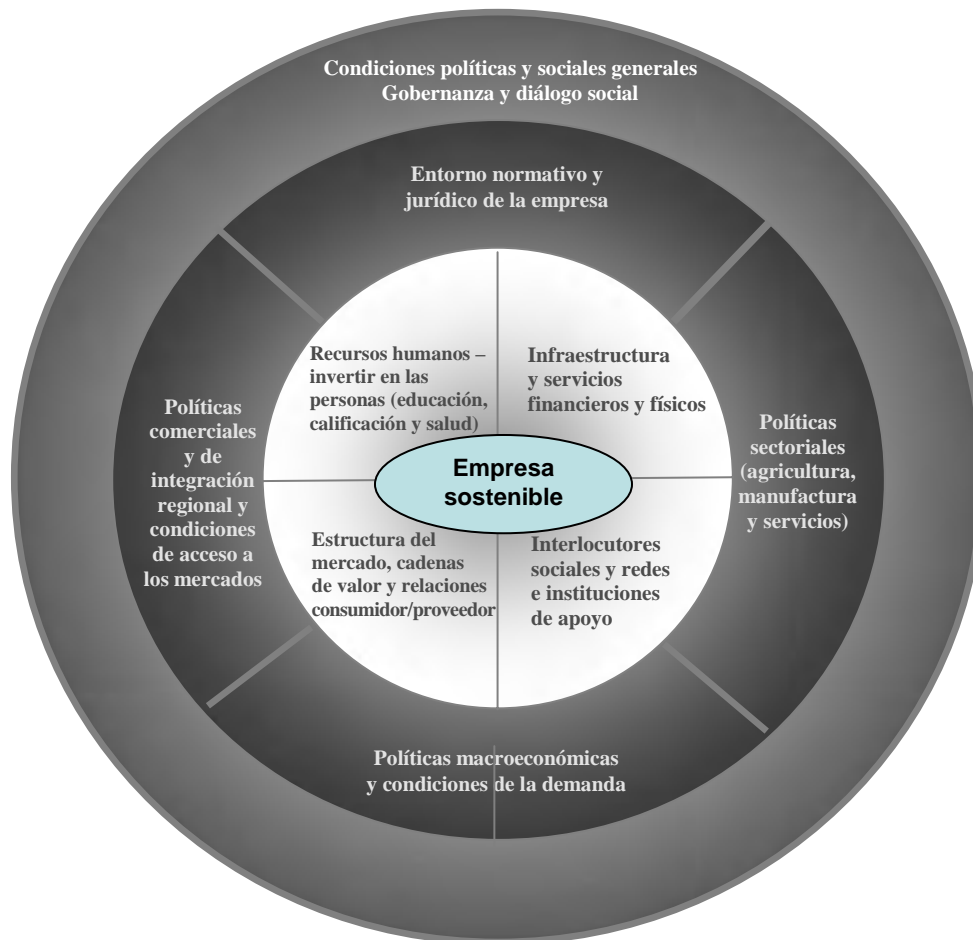 Condiciones políticas y sociales generales
Gobernanza y diálogo social
Entorno normativo y
jurídico de la empresa
Recursos humanos –
invertir en las
personas (educación,
calificación y salud)
Infraestructura
y servicios
financieros y físicos
Políticas
comerciales
y de
integración
regional y
condiciones
de acceso a
los mercados
Empresa
sostenible
Políticas
sectoriales
(agricultura,
manufactura
y servicios)
Estructura del
mercado, cadenas
de valor y relaciones
consumidor/proveedor
Interlocutores
sociales y redes
e instituciones
de apoyo
Políticas macroeconómicas
y condiciones de la demanda